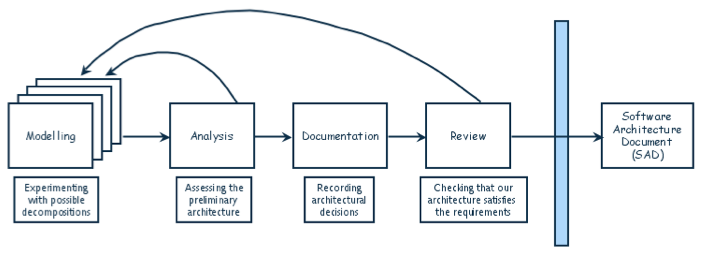 Modelling
Analysis
Documentation
Review
Software
Architecture
Document
(SAD)
Experimenting
with possible
decompositions
Assessing the
preliminary
architecture
Recording
architectural
decisions
Checking that our
architecture satisfies
the requirements